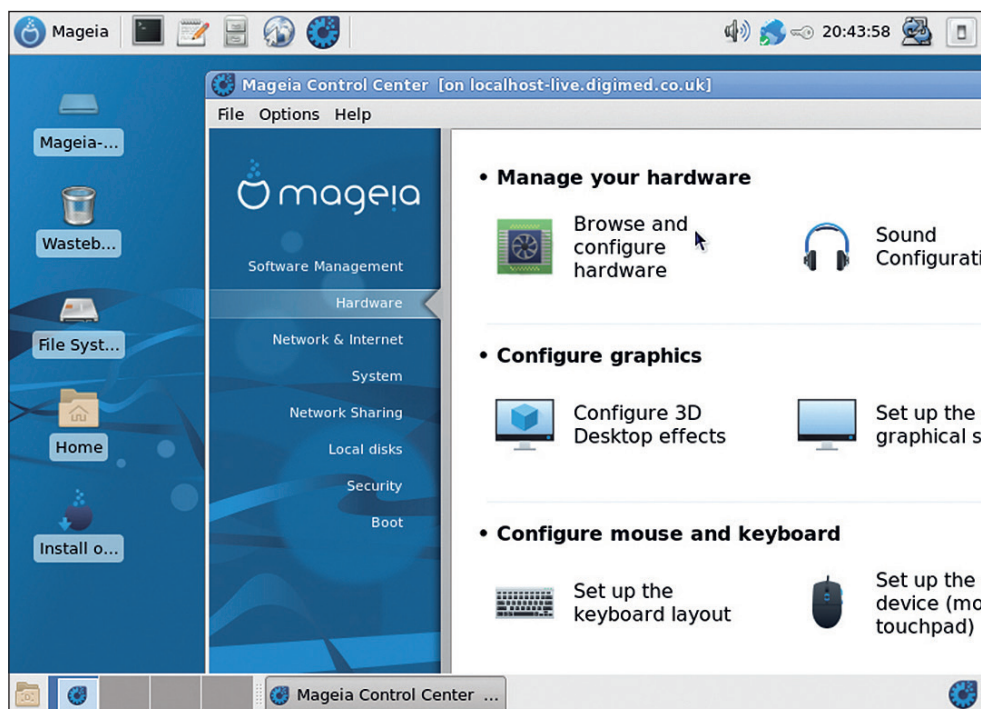 Mageia
20:43:58
Mageia Control Center [on localhost-live.digimed.co.uk]
File Options Help
Mageia-...
Wasteb...
File Syst...
Home
Install o...
mageia
Software Management
Hardware
Network & Internet
System
Network Sharing
Local disks
Security
Boot
• Manage your hardware
Browse and
configure
hardware
Sound
Configurati
• Configure graphics
Configure 3D
Desktop effects
Set up the
graphical s
• Configure mouse and keyboard
Set up the
keyboard layout
Set up the
device (mo
touchpad)
Mageia Control Center ...